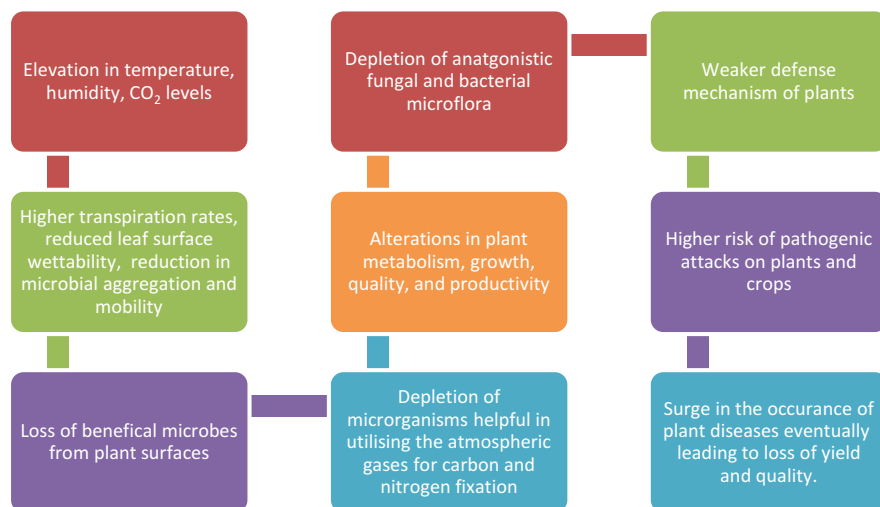 Elevation in temperature,
humidity, CO₂ levels
Higher transpiration rates,
reduced leaf surface
wettability, reduction in
microbial aggregation and
mobility
Loss of benefical microbes
from plant surfaces
Depletion of
microrganisms helpful in
utilising the atmospheric
gases for carbon and
nitrogen fixation
Alterations in plant
metabolism, growth,
quality, and productivity
Depletion of anatgonistic
fungal and bacterial
microflora
Weaker defense
mechanism of plants
Higher risk of pathogenic
attacks on plants and
crops
Surge in the occurance of
plant diseases eventually
leading to loss of yield
and quality.